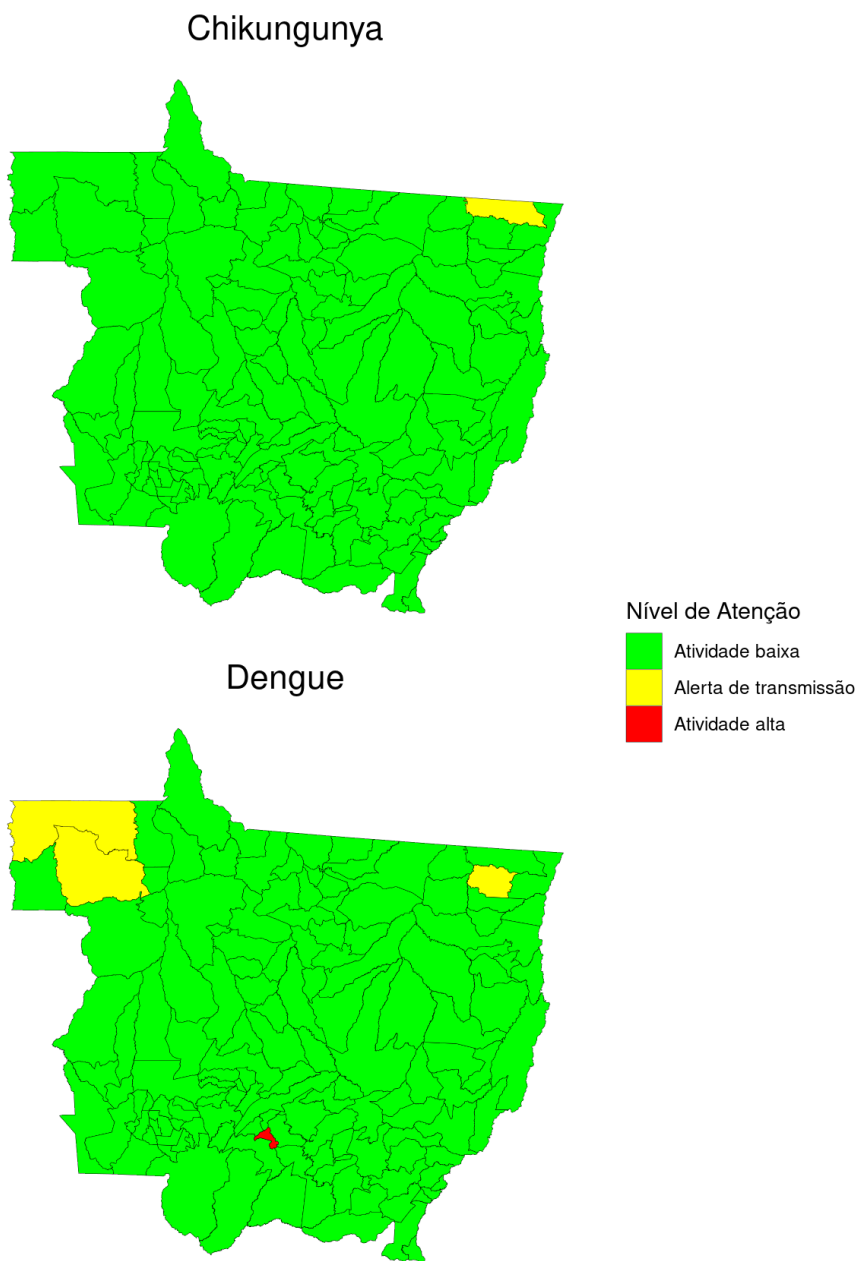 Chikungunya
Nível de Atenção
Atividade baixa
Alerta de transmissão
Atividade alta
Dengue